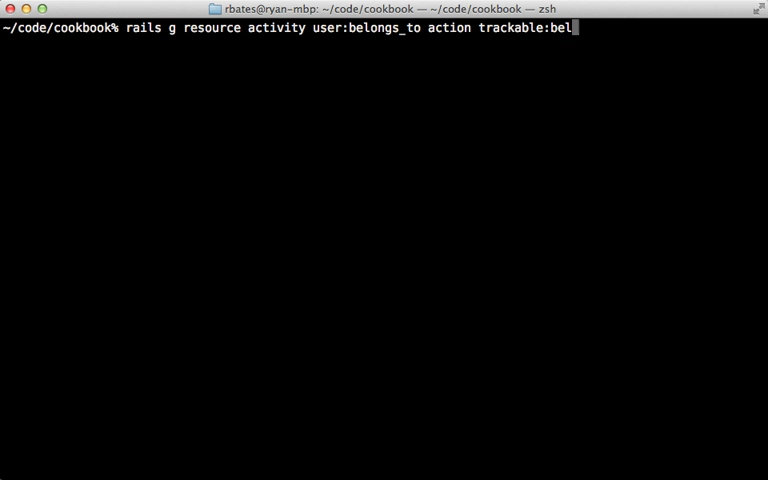 rbates@ryan-mbp: ~/code/cookbook — ~/code/cookbook — zsh
~/code/cookbook% rails g resource activity user:belongs_to action trackable:bel